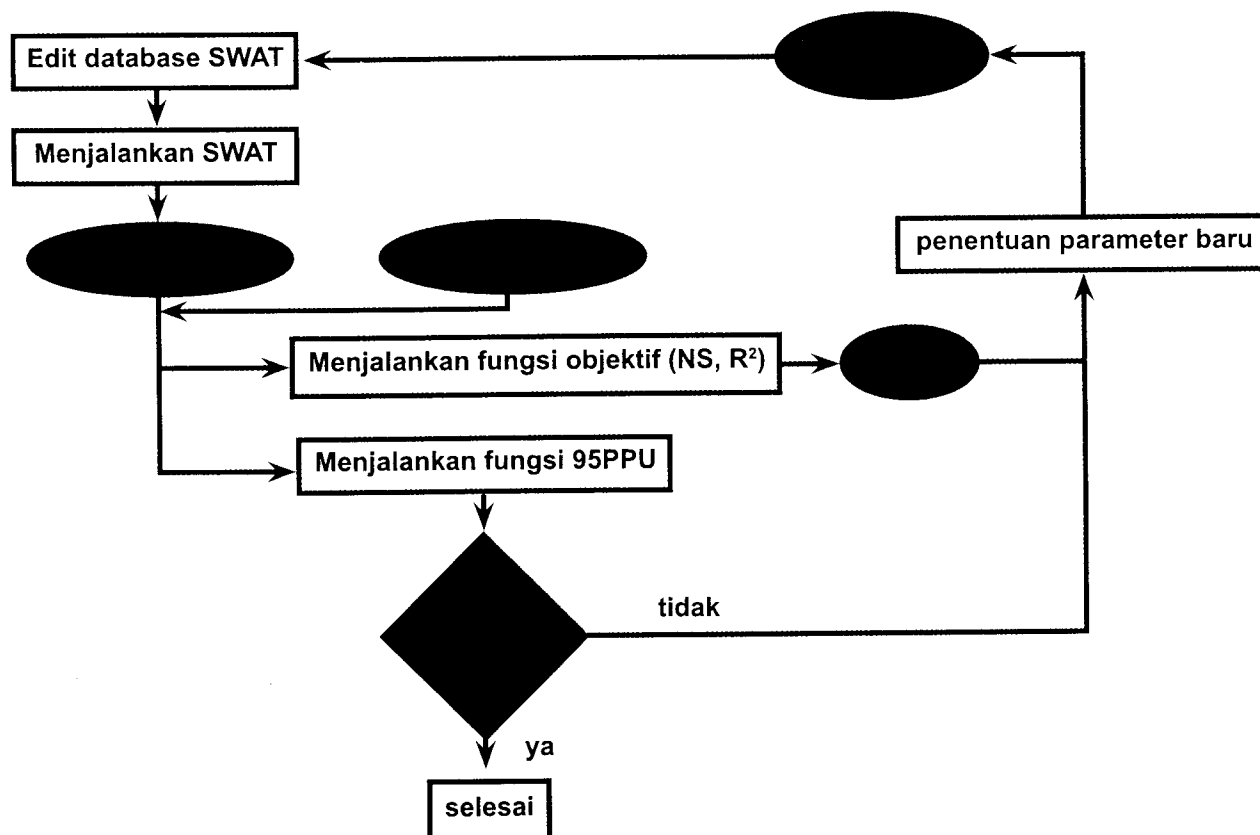 Edit database SWAT
Menjalankan SWAT
penentuan parameter baru
Menjalankan fungsi objektif (NS, R²)
Menjalankan fungsi 95PPU
tidak
ya
selesai